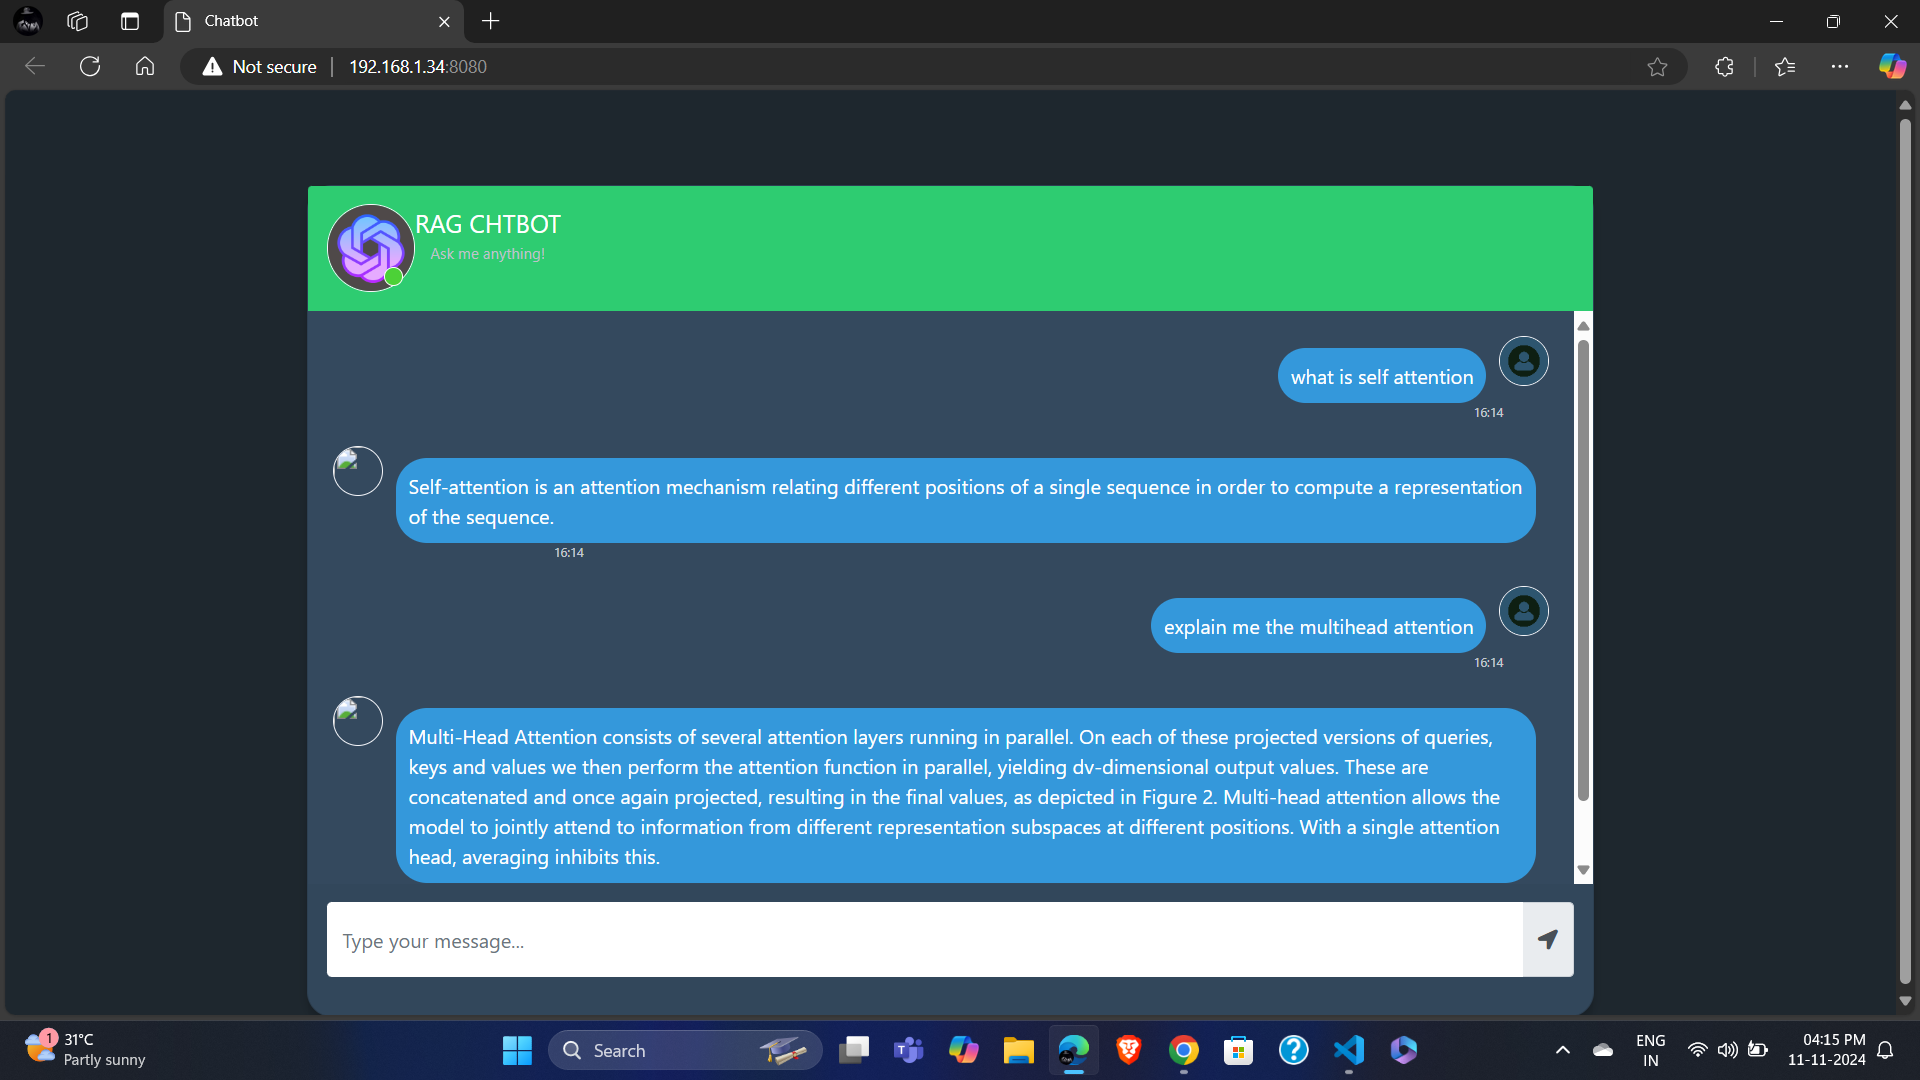 Chatbot
Not secure
192.168.1.34:8080
RAG CHTBOT
Ask me anything!
what is self attention
16:14
Self-attention is an attention mechanism relating different positions of a single sequence in order to compute a representation
of the sequence.
16:14
explain me the multihead attention
16:14
Multi-Head Attention consists of several attention layers running in parallel. On each of these projected versions of queries,
keys and values we then perform the attention function in parallel, yielding dv-dimensional output values. These are
concatenated and once again projected, resulting in the final values, as depicted in Figure 2. Multi-head attention allows the
model to jointly attend to information from different representation subspaces at different positions. With a single attention
head, averaging inhibits this.
Type your message...
1
31°C
Partly sunny
Search
ENG
IN
04:15 PM
11-11-2024